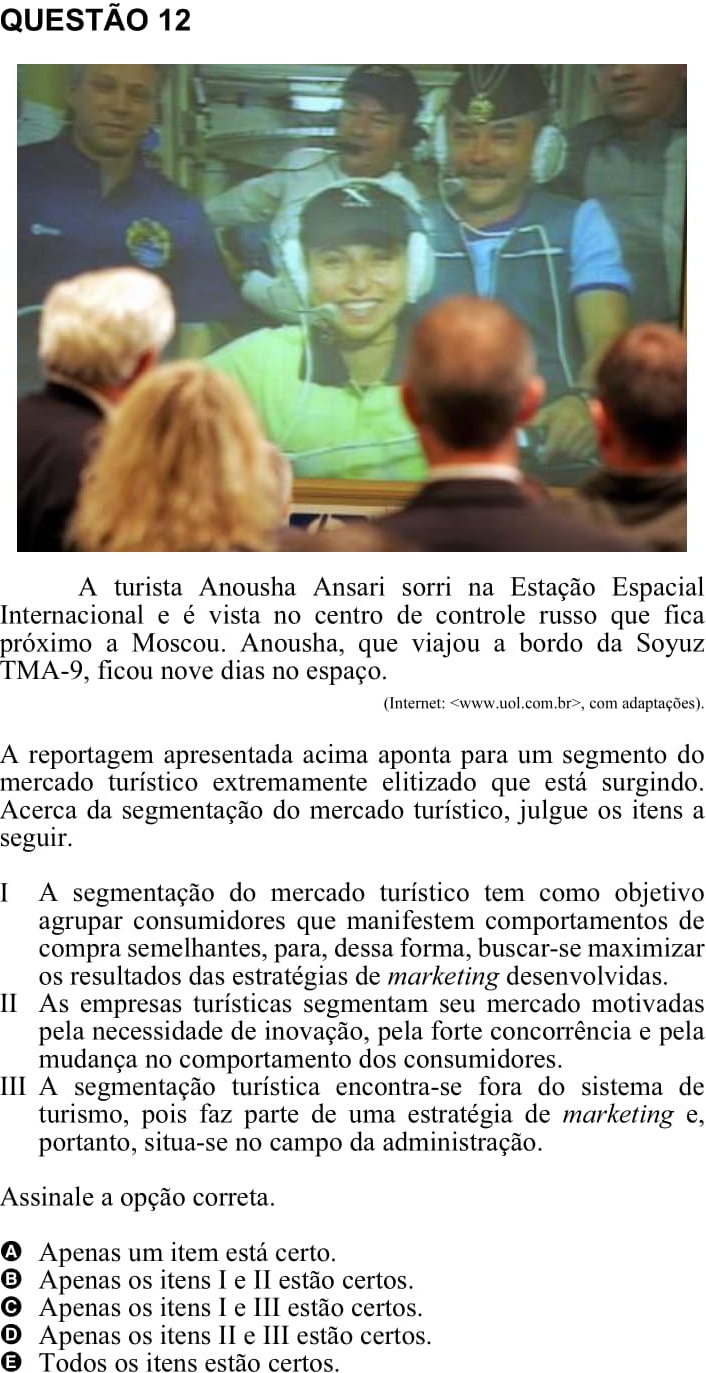 QUESTÃO 12
A turista Anousha Ansari sorri na Estação Espacial
Internacional e é vista no centro de controle russo que fica
próximo a Moscou. Anousha, que viajou a bordo da Soyuz
TMA-9, ficou nove dias no espaço.
(Internet: <www.uol.com.br>, com adaptações).
A reportagem apresentada acima aponta para um segmento do
mercado turístico extremamente elitizado que está surgindo.
Acerca da segmentação do mercado turístico, julgue os itens a
seguir.
I A segmentação do mercado turístico tem como objetivo
agrupar consumidores que manifestem comportamentos de
compra semelhantes, para, dessa forma, buscar-se maximizar
os resultados das estratégias de marketing desenvolvidas.
II As empresas turísticas segmentam seu mercado motivadas
pela necessidade de inovação, pela forte concorrência e pela
mudança no comportamento dos consumidores.
III A segmentação turística encontra-se fora do sistema de
turismo, pois faz parte de uma estratégia de marketing e,
portanto, situa-se no campo da administração.
Assinale a opção correta.
A Apenas um item está certo.
B Apenas os itens I e II estão certos.
C Apenas os itens I e III estão certos.
D Apenas os itens II e III estão certos.
E Todos os itens estão certos.